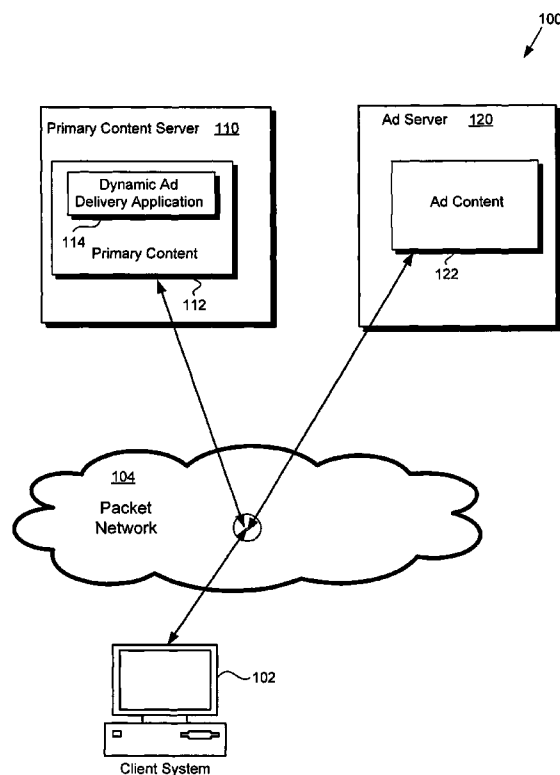 100
Primary Content Server 110
Dynamic Ad
Delivery Application
114
Primary Content
112
Ad Server 120
Ad Content
122
104
Packet
Network
102
Client System